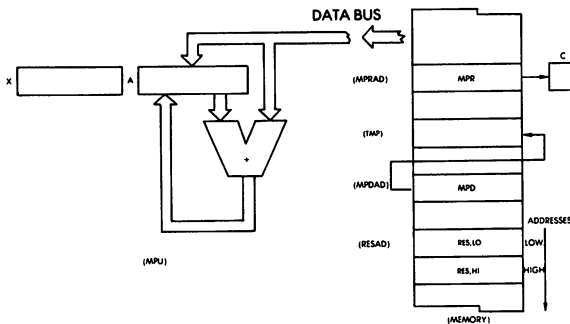 DATA BUS
C
X
A
(MPRAD)
MPR
(TMP)
+
(MPDAD)
MPD
ADDRESSES
(RESAD)
RES,LO
LOW
(MPU)
RES,HI
HIGH
(MEMORY)